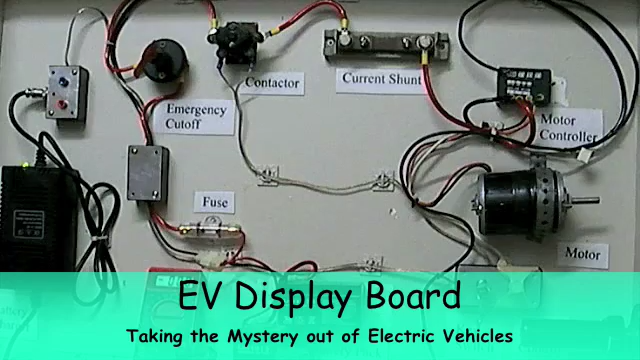 Contactor
Current Shunt
Emergency
Cutoff
Motor
Controller
Fuse
Motor
EV Display Board
Taking the Mystery out of Electric Vehicles